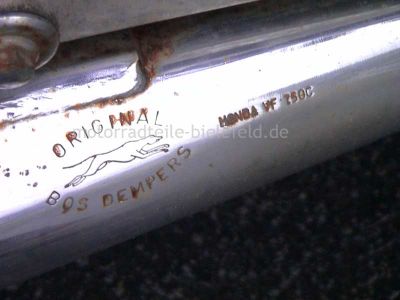 ORIGINAL
BOS DEMPERS
HONDA VF 750C
motorradteile-bielefeld.de